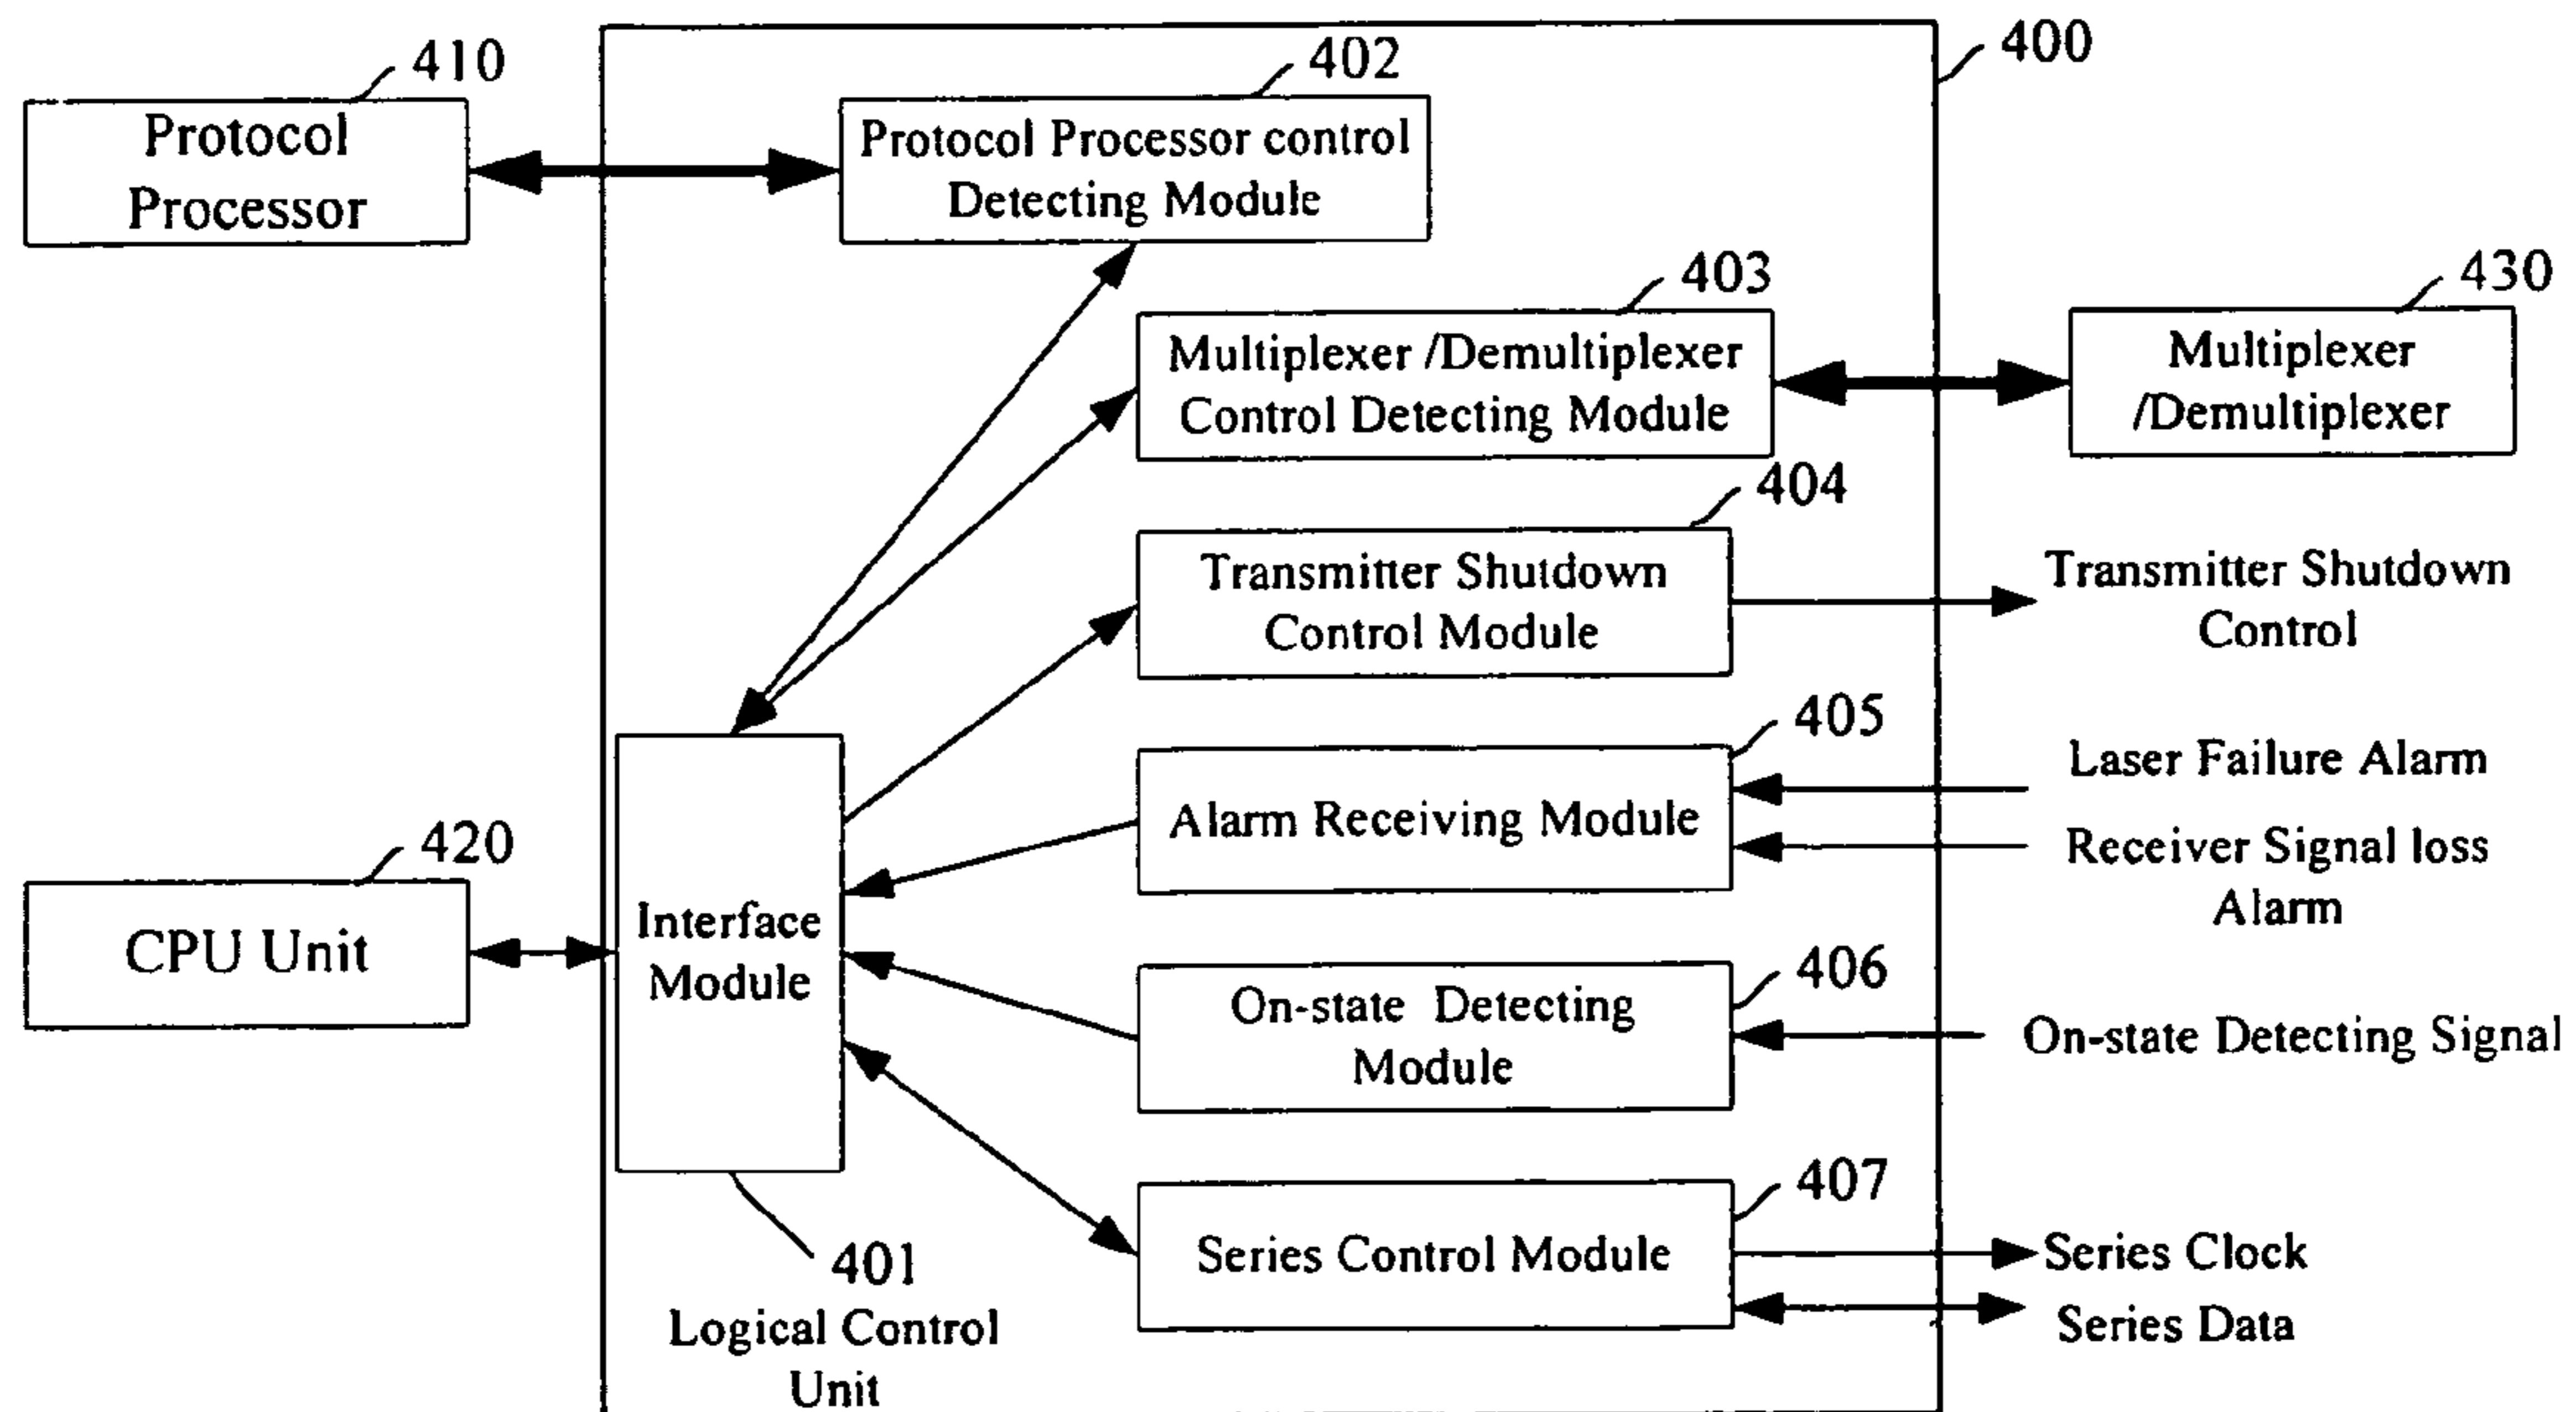 410
402
400
Protocol
Processor
Protocol Processor control
Detecting Module
403
430
Multiplexer /Demultiplexer
Control Detecting Module
Multiplexer
/Demultiplexer
404
Transmitter Shutdown
Control Module
Transmitter Shutdown
Control
405
Alarm Receiving Module
Laser Failure Alarm
Receiver Signal loss
Alarm
420
CPU Unit
Interface
Module
406
On-state Detecting
Module
On-state Detecting Signal
407
Series Control Module
Series Clock
Series Data
401
Logical Control
Unit